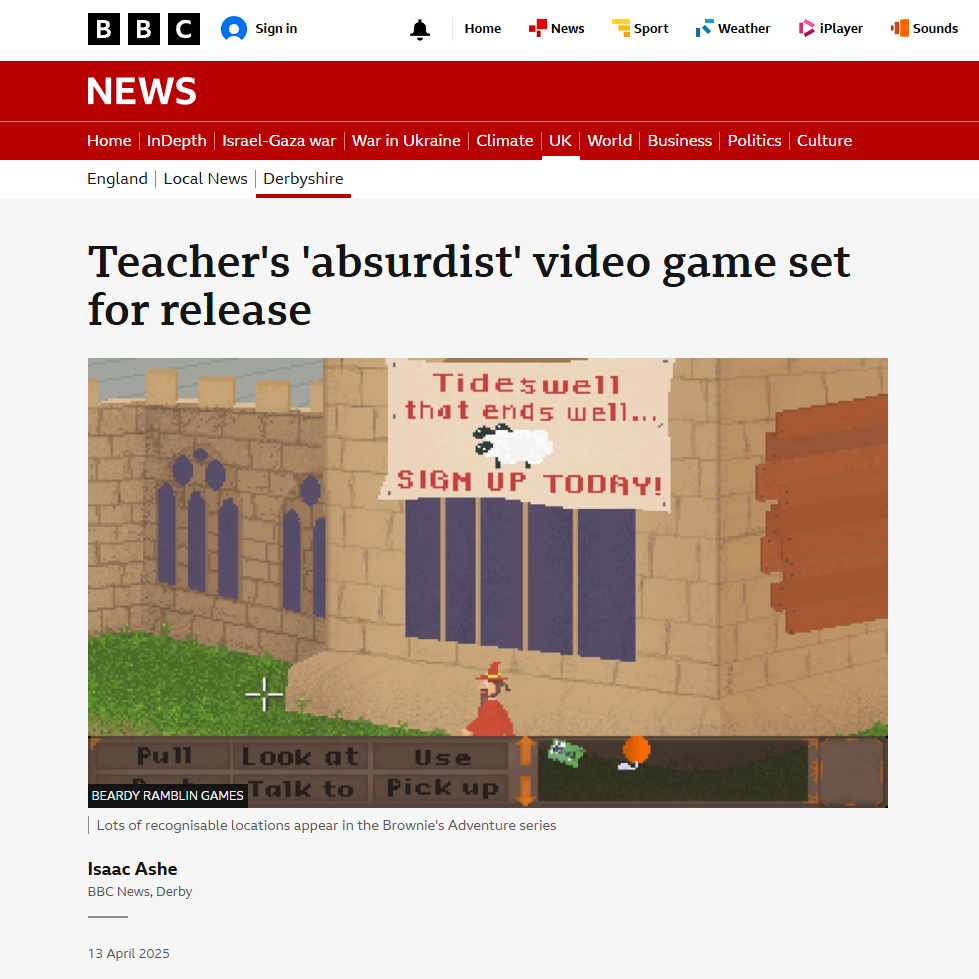 BBC Sign in Home News Sport Weather iPlayer Sounds
NEWS
Home InDepth Israel-Gaza war War in Ukraine Climate UK World Business Politics Culture
England Local News Derbyshire
Teacher's 'absurdist' video game set
for release
Tideswell
that ends well...
SIGN UP TODAY!
Pull Look at Use
Talk to Pick up
BEARDY RAMBLIN GAMES
Lots of recognisable locations appear in the Brownie's Adventure series
Isaac Ashe
BBC News, Derby
13 April 2025